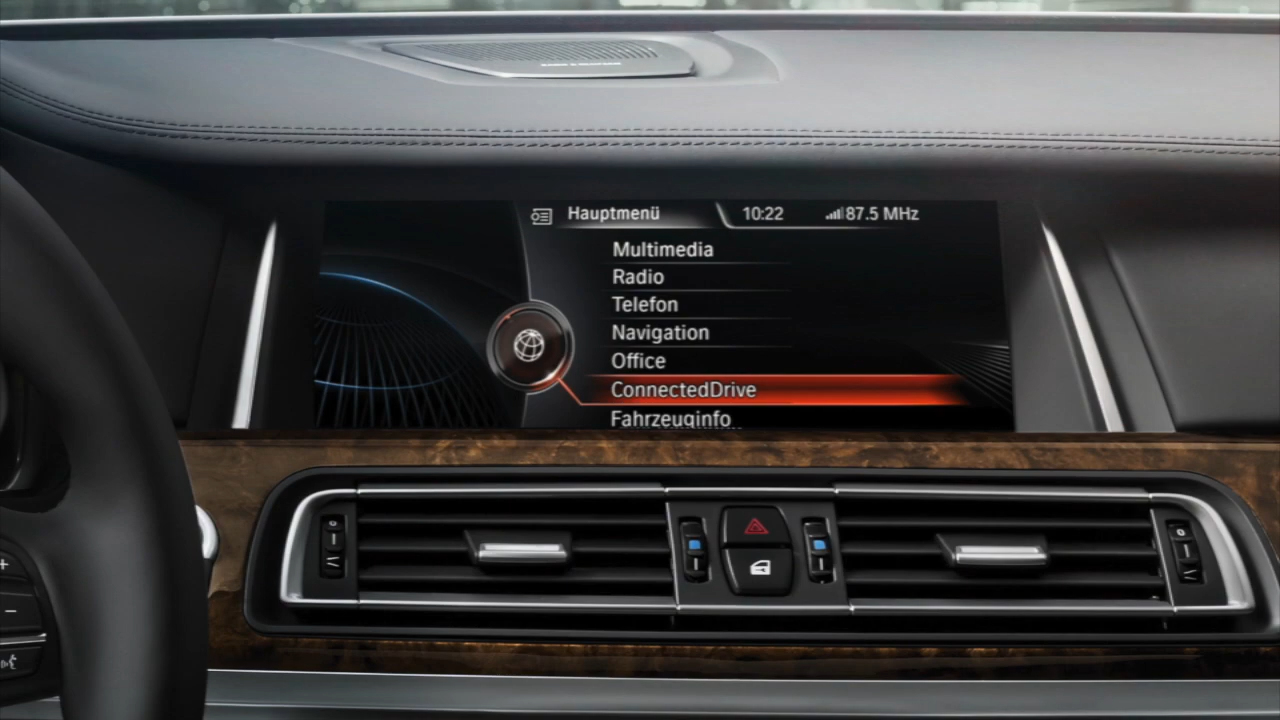 Hauptmenü
10:22
87.5 MHz
Multimedia
Radio
Telefon
Navigation
Office
ConnectedDrive
Fahrzeuginfo